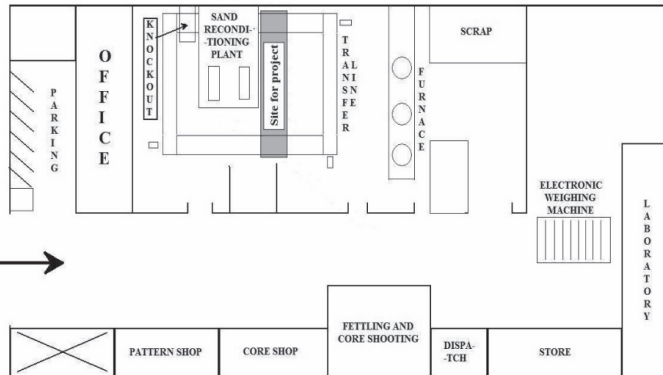 PARKING
OFFICE
KNOCKOUT
SAND
RECONDI-
-TIONING
PLANT
Site for project
TRANSFER
LINE
FURNACE
SCRAP
ELECTRONIC
WEIGHING
MACHINE
LABORATORY
PATTERN SHOP
CORE SHOP
FETTLING AND
CORE SHOOTING
DISPA-
-TCH
STORE